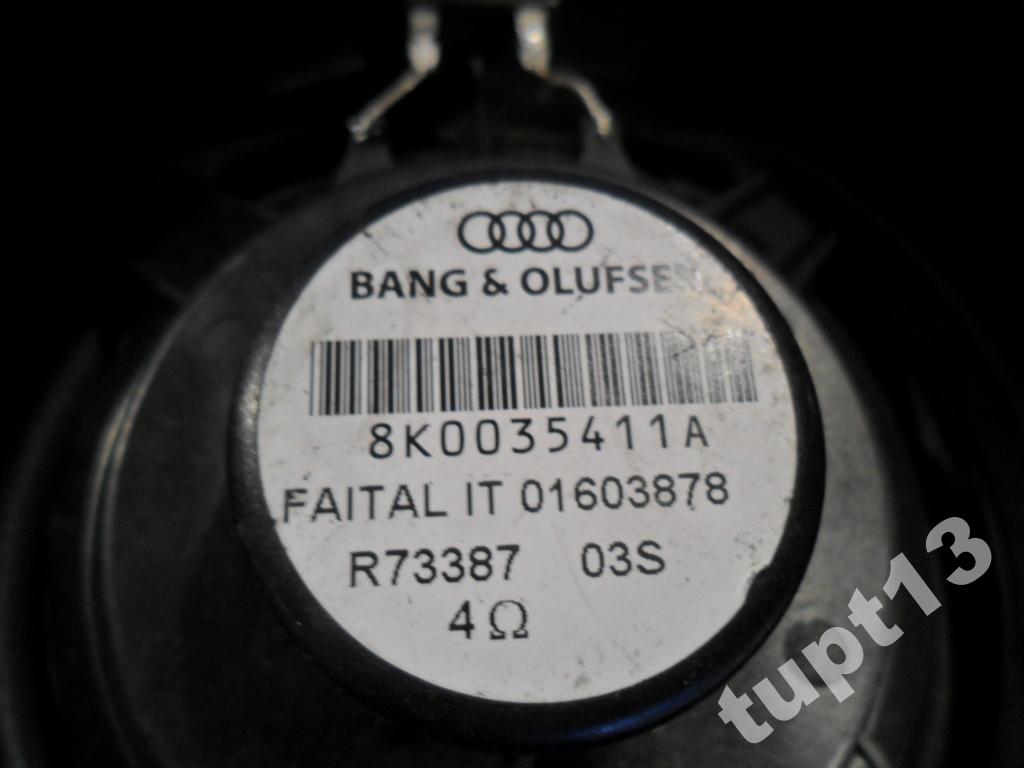 BANG & OLUFSEN
8K0035411A
FAITAL IT 01603878
R73387 03S
4Ω
tupt13